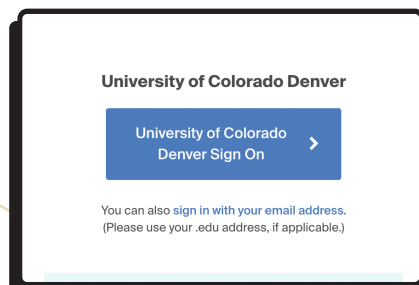 University of Colorado Denver
University of Colorado
Denver Sign On
You can also sign in with your email address.
(Please use your .edu address, if applicable.)